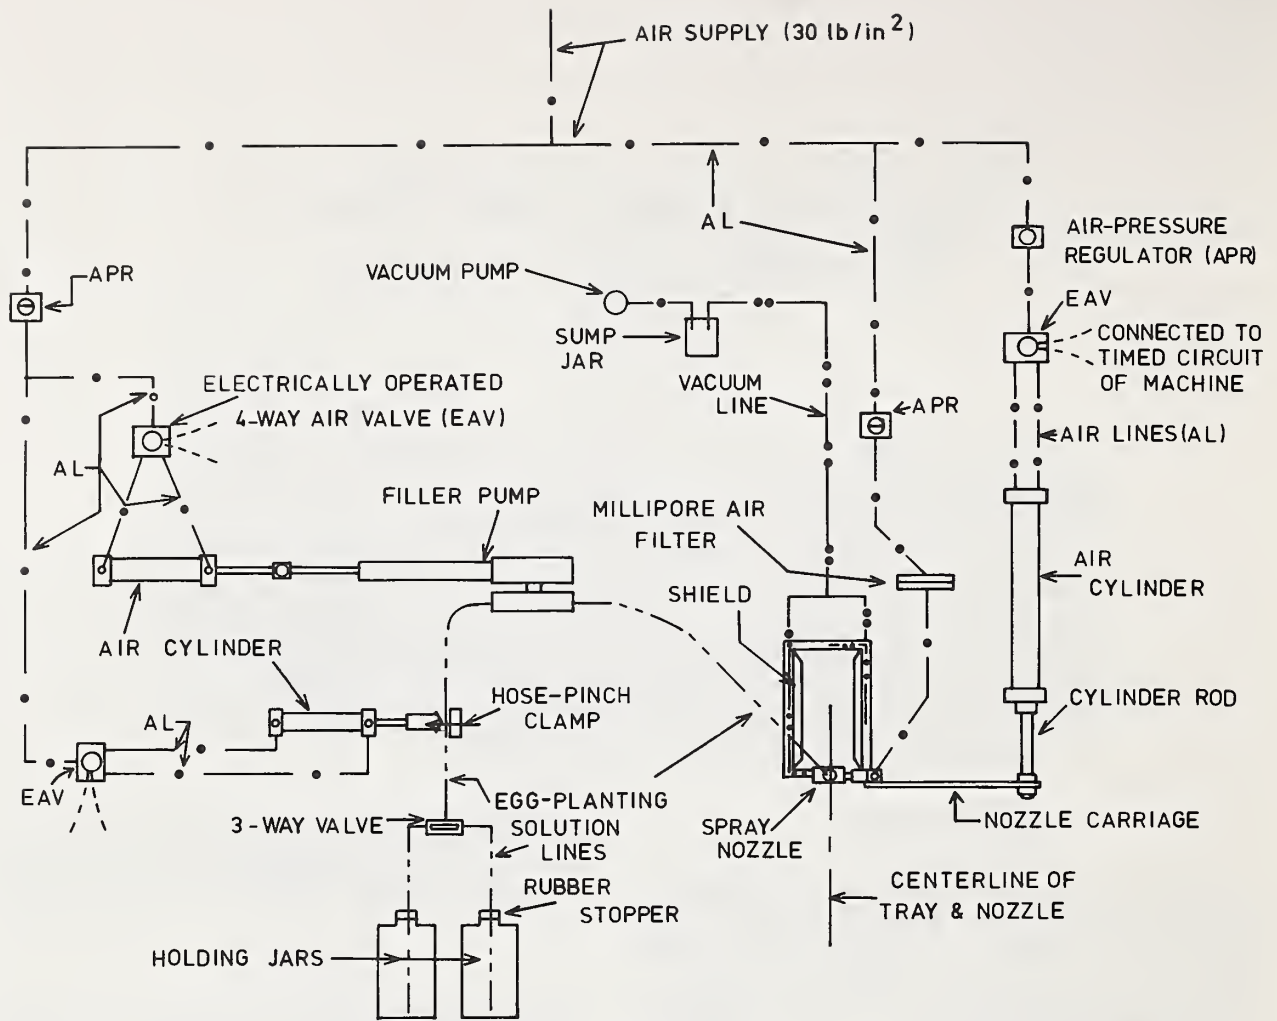 AIR SUPPLY (30 lb/in²)
AL
AIR-PRESSURE
REGULATOR (APR)
APR
VACUUM PUMP
EAV
SUMP
JAR
CONNECTED TO
TIMED CIRCUIT
OF MACHINE
ELECTRICALLY OPERATED
4-WAY AIR VALVE (EAV)
VACUUM
LINE
APR
AIR LINES(AL)
AL
FILLER PUMP
MILLIPORE AIR
FILTER
AIR
CYLINDER
SHIELD
AIR CYLINDER
HOSE-PINCH
CLAMP
CYLINDER ROD
AL
EAV
EGG-PLANTING
SOLUTION
LINES
3-WAY VALVE
SPRAY
NOZZLE
NOZZLE CARRIAGE
RUBBER
STOPPER
CENTERLINE OF
TRAY & NOZZLE
HOLDING JARS